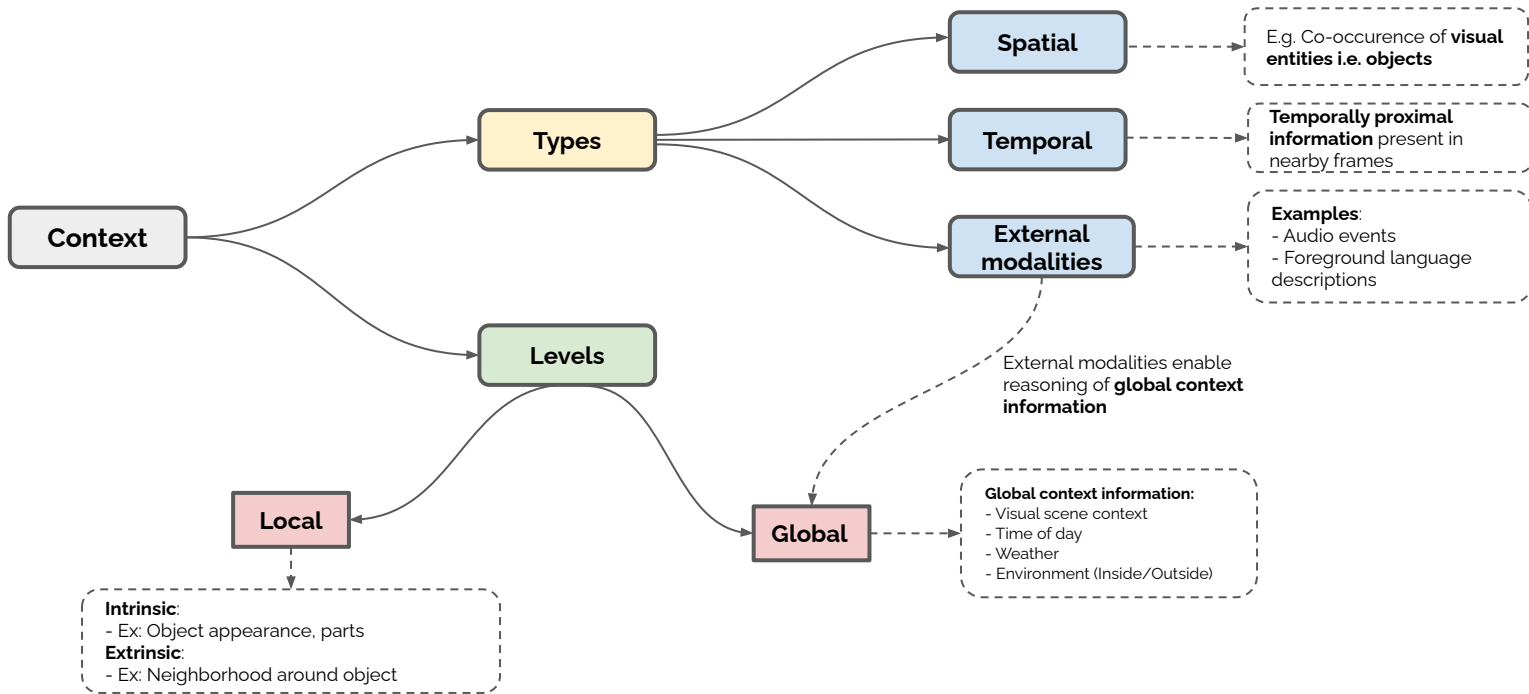 Spatial
E.g. Co-occurence of visual
entities i.e. objects
Types
Temporal
Temporally proximal
information present in
nearby frames
Context
External
modalities
Examples:
- Audio events
- Foreground language
descriptions
Levels
External modalities enable
reasoning of global context
information
Local
Global
Global context information:
- Visual scene context
- Time of day
- Weather
- Environment (Inside/Outside)
Intrinsic:
- Ex: Object appearance, parts
Extrinsic:
- Ex: Neighborhood around object